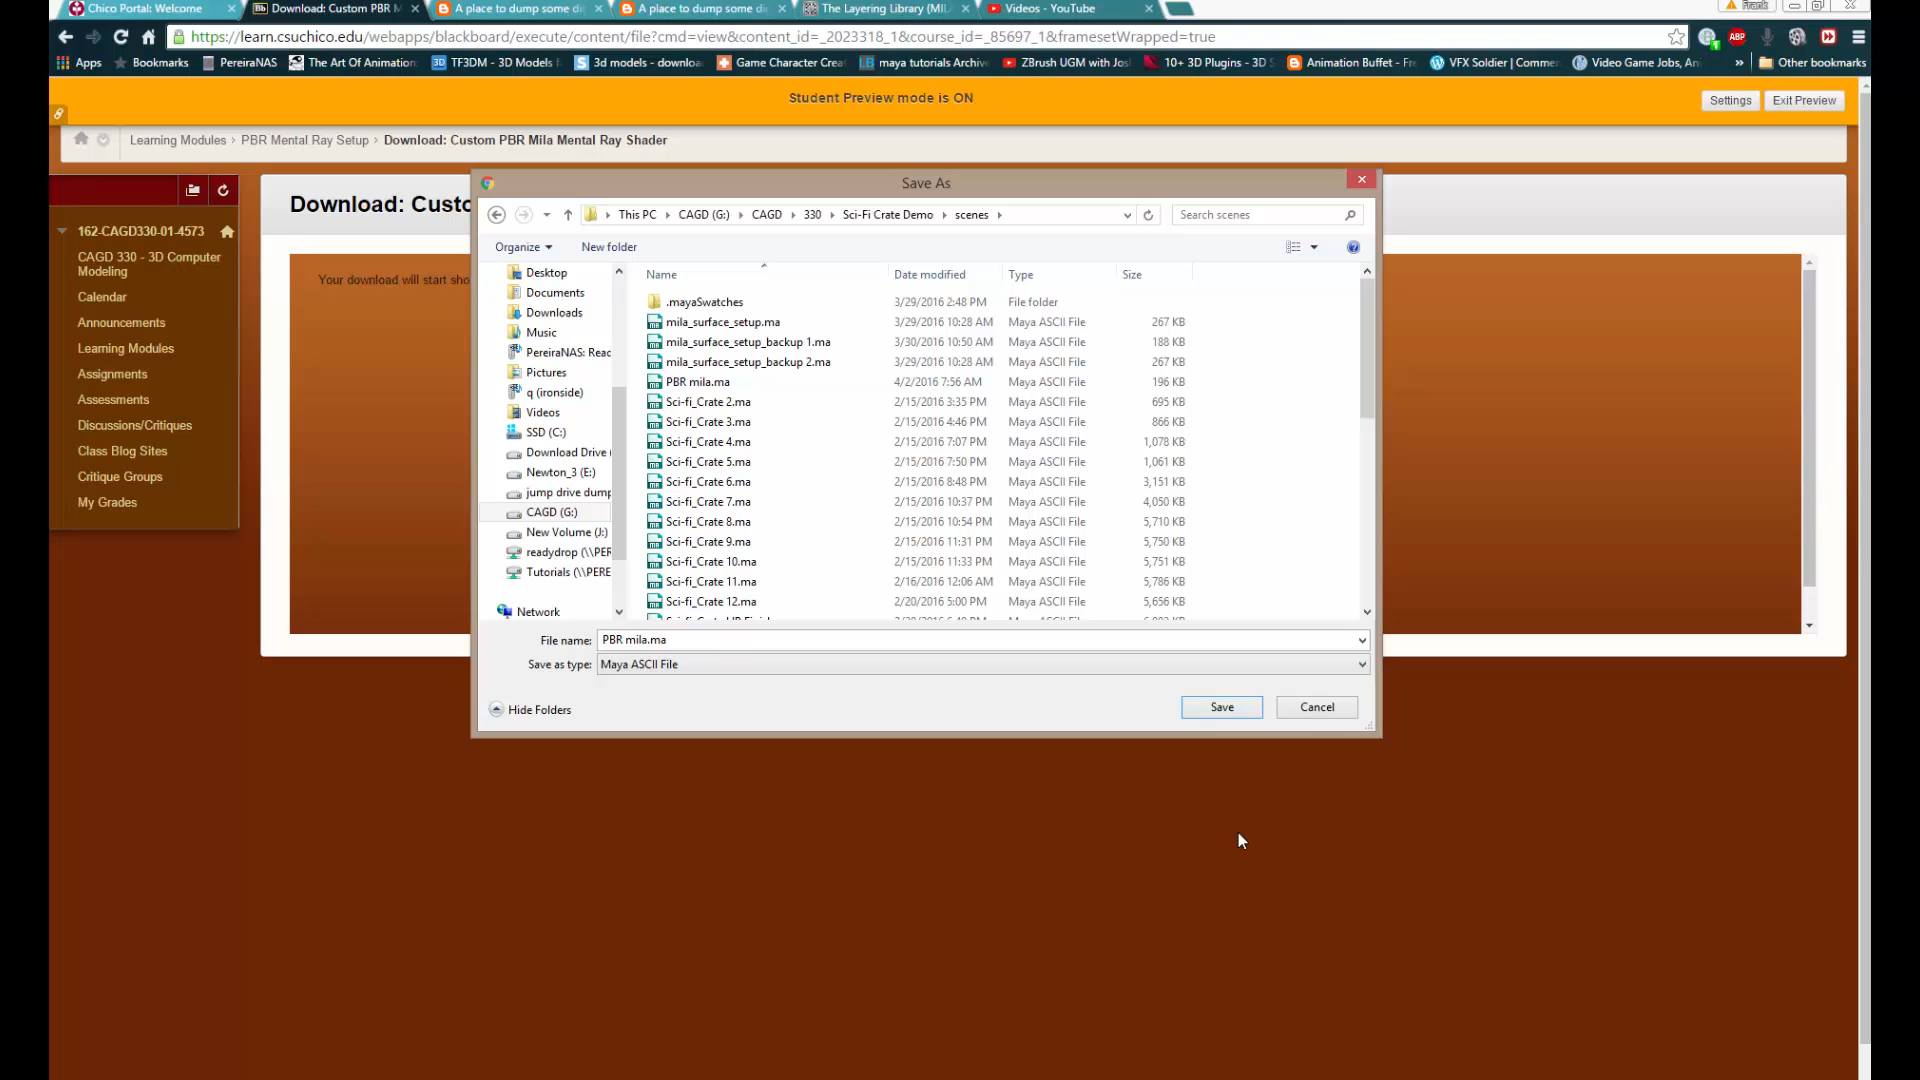 Chico Portal: Welcome
Download: Custom PBR M
A place to dump some di
A place to dump some di
The Layering Library (MIL
Videos - YouTube
Frank
https://learn.csuchico.edu/webapps/blackboard/execute/content/file?cmd=view&content_id=_2023318_1&course_id=_85697_1&framesetWrapped=true
Apps
Bookmarks
PereiraNAS
The Art Of Animation
TF3DM - 3D Models f
3d models - downloa
Game Character Crea
maya tutorials Archiv
ZBrush UGM with Jos
10+ 3D Plugins - 3D S
Animation Buffet - Fre
VFX Soldier | Commen
Video Game Jobs, An
»
Other bookmarks
Student Preview mode is ON
Settings
Exit Preview
Learning Modules › PBR Mental Ray Setup › Download: Custom PBR Mila Mental Ray Shader
Download: Custo
Your download will start sho
162-CAGD330-01-4573
CAGD 330 - 3D Computer
Modeling
Calendar
Announcements
Learning Modules
Assignments
Assessments
Discussions/Critiques
Class Blog Sites
Critique Groups
My Grades
Save As
This PC
CAGD (G:)
CAGD
330
Sci-Fi Crate Demo
scenes
Search scenes
Organize
New folder
Desktop
Documents
Downloads
Music
PereiraNAS: Reac
Pictures
q (ironside)
Videos
SSD (C:)
Download Drive (
Newton_3 (E:)
jump drive dump
CAGD (G:)
New Volume (J:)
readydrop (\\PER
Tutorials (\\PERE
Network
Name Date modified Type Size
.mayaSwatches 3/29/2016 2:48 PM File folder
mila_surface_setup.ma 3/29/2016 10:28 AM Maya ASCII File 267 KB
mila_surface_setup_backup 1.ma 3/30/2016 10:50 AM Maya ASCII File 188 KB
mila_surface_setup_backup 2.ma 3/29/2016 10:28 AM Maya ASCII File 267 KB
PBR mila.ma 4/2/2016 7:56 AM Maya ASCII File 196 KB
Sci-fi_Crate 2.ma 2/15/2016 3:35 PM Maya ASCII File 695 KB
Sci-fi_Crate 3.ma 2/15/2016 4:46 PM Maya ASCII File 866 KB
Sci-fi_Crate 4.ma 2/15/2016 7:07 PM Maya ASCII File 1,078 KB
Sci-fi_Crate 5.ma 2/15/2016 7:50 PM Maya ASCII File 1,061 KB
Sci-fi_Crate 6.ma 2/15/2016 8:48 PM Maya ASCII File 3,151 KB
Sci-fi_Crate 7.ma 2/15/2016 10:37 PM Maya ASCII File 4,050 KB
Sci-fi_Crate 8.ma 2/15/2016 10:54 PM Maya ASCII File 5,710 KB
Sci-fi_Crate 9.ma 2/15/2016 11:31 PM Maya ASCII File 5,750 KB
Sci-fi_Crate 10.ma 2/15/2016 11:33 PM Maya ASCII File 5,751 KB
Sci-fi_Crate 11.ma 2/16/2016 12:06 AM Maya ASCII File 5,786 KB
Sci-fi_Crate 12.ma 2/20/2016 5:00 PM Maya ASCII File 5,656 KB
File name: PBR mila.ma
Save as type: Maya ASCII File
Hide Folders
Save
Cancel